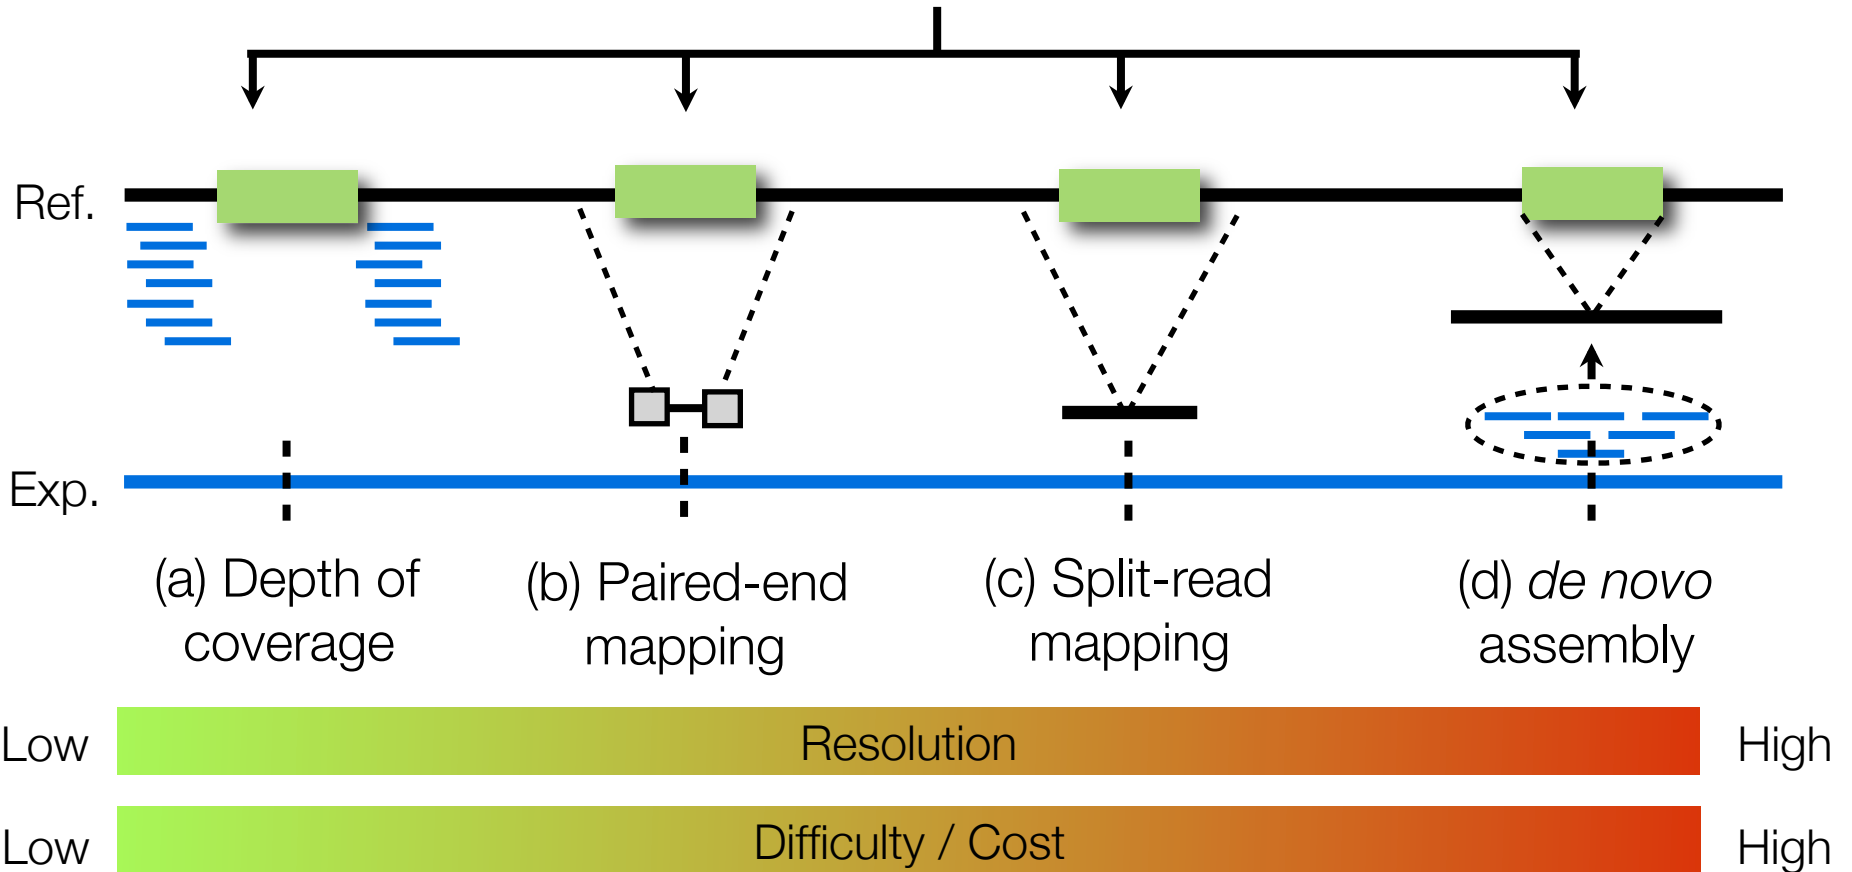 Ref.
Exp.
(a) Depth of
coverage
(b) Paired-end
mapping
(c) Split-read
mapping
(d) de novo
assembly
Low Resolution High
Low Difficulty / Cost High